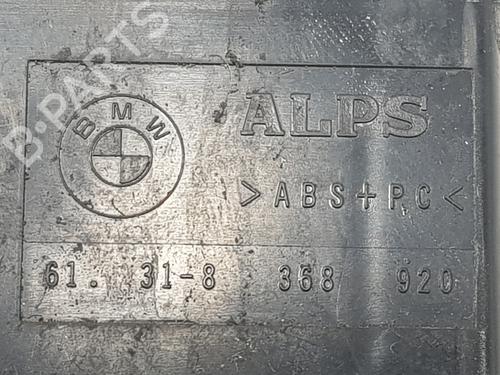 B-PARTS
BMW
ALPS
>ABS+PC<
61. 31-8 368 920